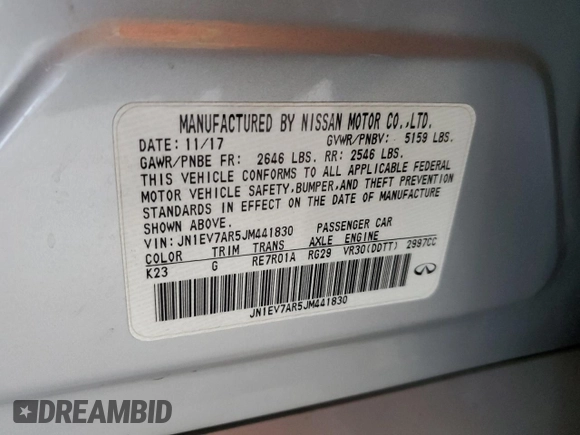 MANUFACTURED BY NISSAN MOTOR CO.,LTD.
DATE: 11/17 GVWR/PNBV: 5159 LBS.
GAWR/PNBE FR: 2646 LBS. RR: 2546 LBS.
THIS VEHICLE CONFORMS TO ALL APPLICABLE FEDERAL
MOTOR VEHICLE SAFETY,BUMPER,AND THEFT PREVENTION
STANDARDS IN EFFECT ON THE DATE OF MANUFACTURE
SHOWN ABOVE.
VIN: JN1EV7AR5JM441830 PASSENGER CAR
COLOR TRIM TRANS AXLE ENGINE
K23 G RE7R01A RG29 VR30(DDTT) 2997CC
JN1EV7AR5JM441830
DREAMBID